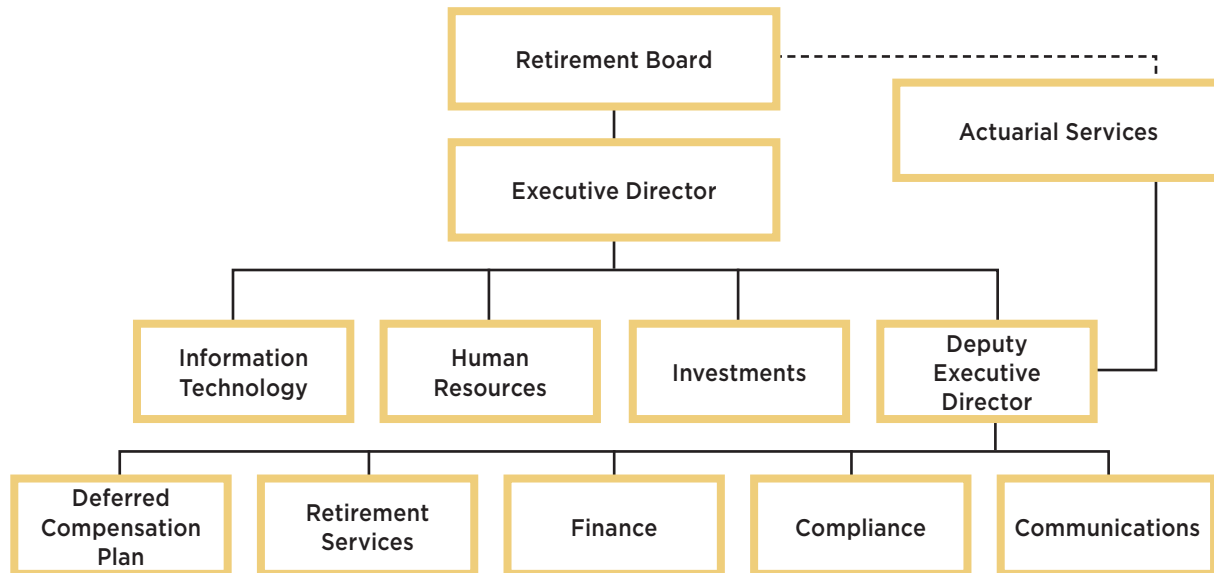 Retirement Board
Actuarial Services
Executive Director
Information
Technology
Human
Resources
Investments
Deputy
Executive
Director
Deferred
Compensation
Plan
Retirement
Services
Finance
Compliance
Communications